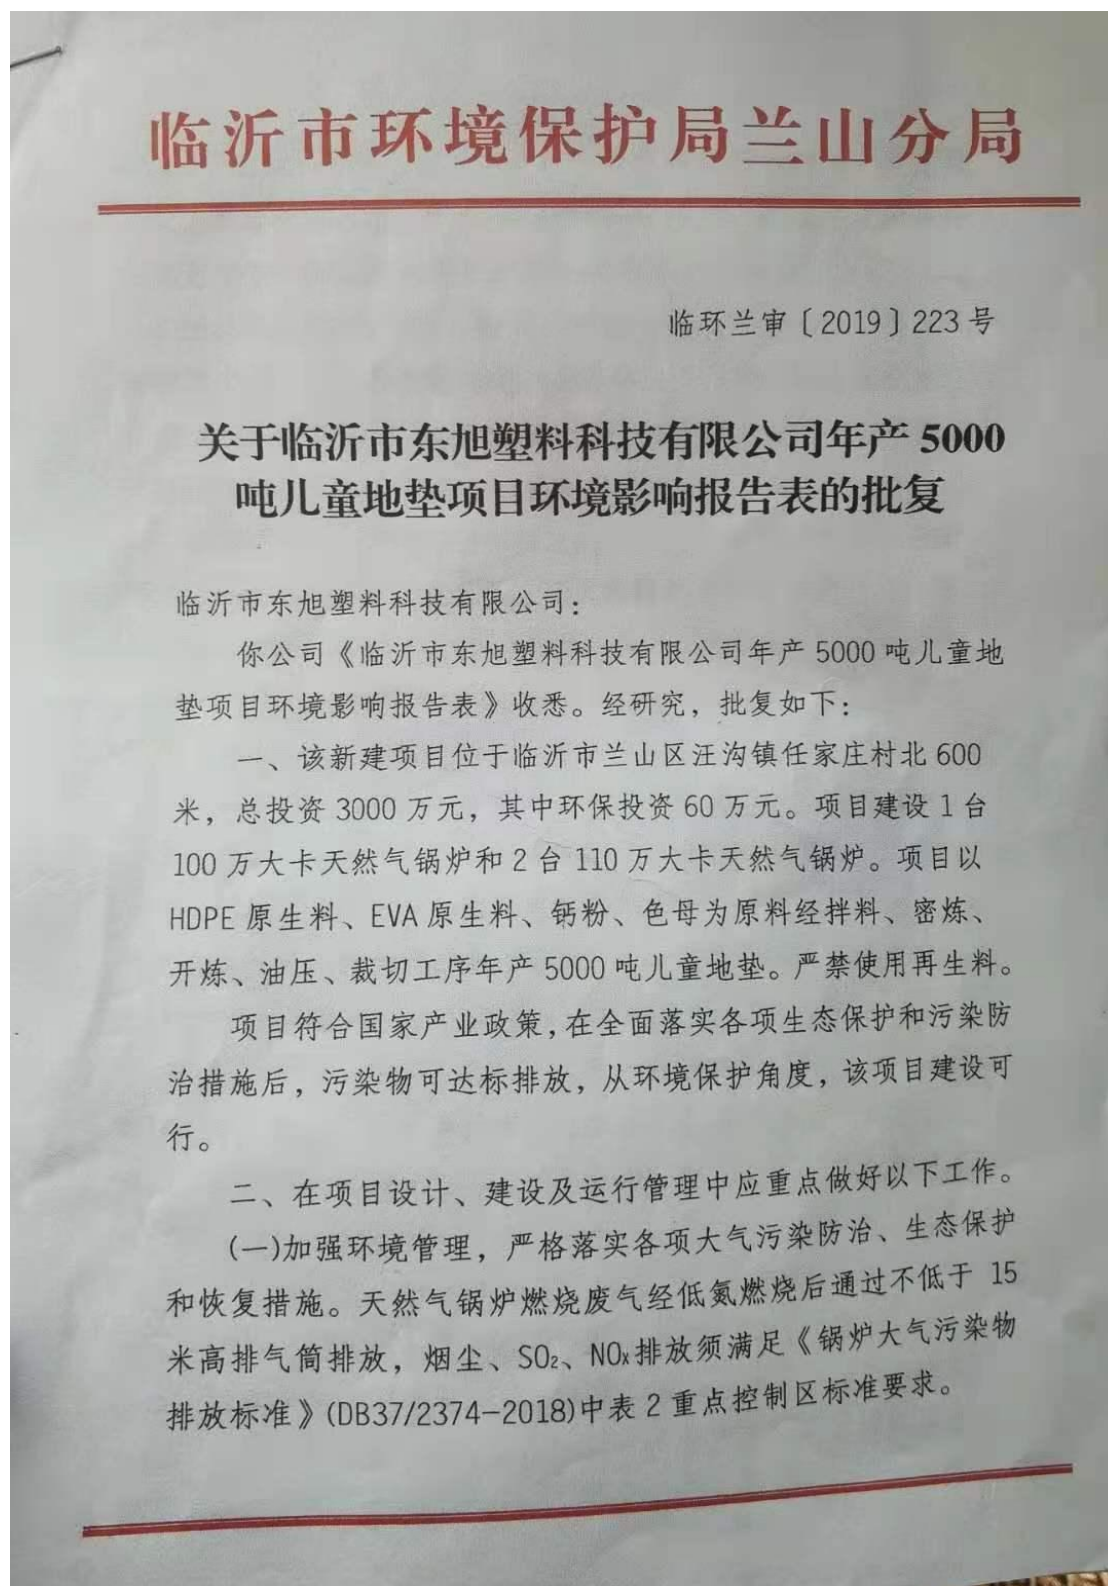 临沂市环境保护局兰山分局
临环兰审〔2019〕223号
关于临沂市东旭塑料科技有限公司年产5000
吨儿童地垫项目环境影响报告表的批复
临沂市东旭塑料科技有限公司：
你公司《临沂市东旭塑料科技有限公司年产5000吨儿童地
垫项目环境影响报告表》收悉。经研究，批复如下：
一、该新建项目位于临沂市兰山区汪沟镇任家庄村北600
米，总投资3000万元，其中环保投资60万元。项目建设1台
100万大卡天然气锅炉和2台110万大卡天然气锅炉。项目以
HDPE原生料、EVA原生料、钙粉、色母为原料经拌料、密炼、
开炼、油压、裁切工序年产5000吨儿童地垫。严禁使用再生料。
项目符合国家产业政策，在全面落实各项生态保护和污染防
治措施后，污染物可达标排放，从环境保护角度，该项目建设可
行。
二、在项目设计、建设及运行管理中应重点做好以下工作。
(一)加强环境管理，严格落实各项大气污染防治、生态保护
和恢复措施。天然气锅炉燃烧废气经低氮燃烧后通过不低于15
米高排气筒排放，烟尘、SO₂、NOx排放须满足《锅炉大气污染物
排放标准》(DB37/2374-2018)中表2重点控制区标准要求。